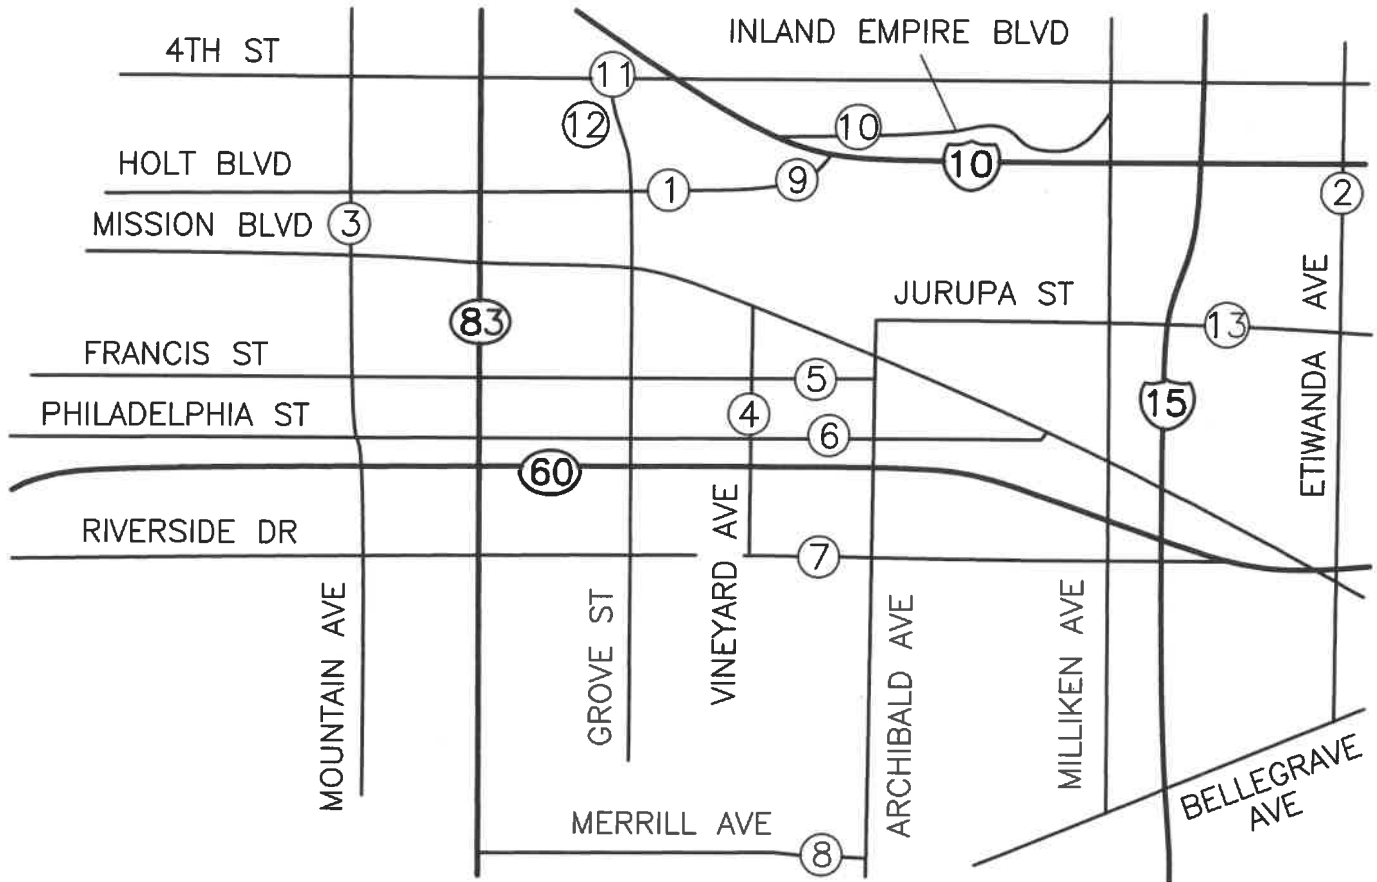 INLAND EMPIRE BLVD
4TH ST
11
12
10
HOLT BLVD
10
9
1
2
MISSION BLVD
3
ETIWANDA AVE
JURUPA ST
83
13
FRANCIS ST
5
15
PHILADELPHIA ST
4
6
60
RIVERSIDE DR
7
VINEYARD AVE
MOUNTAIN AVE
GROVE ST
ARCHIBALD AVE
MILLIKEN AVE
BELLEGRAVE
AVE
MERRILL AVE
8